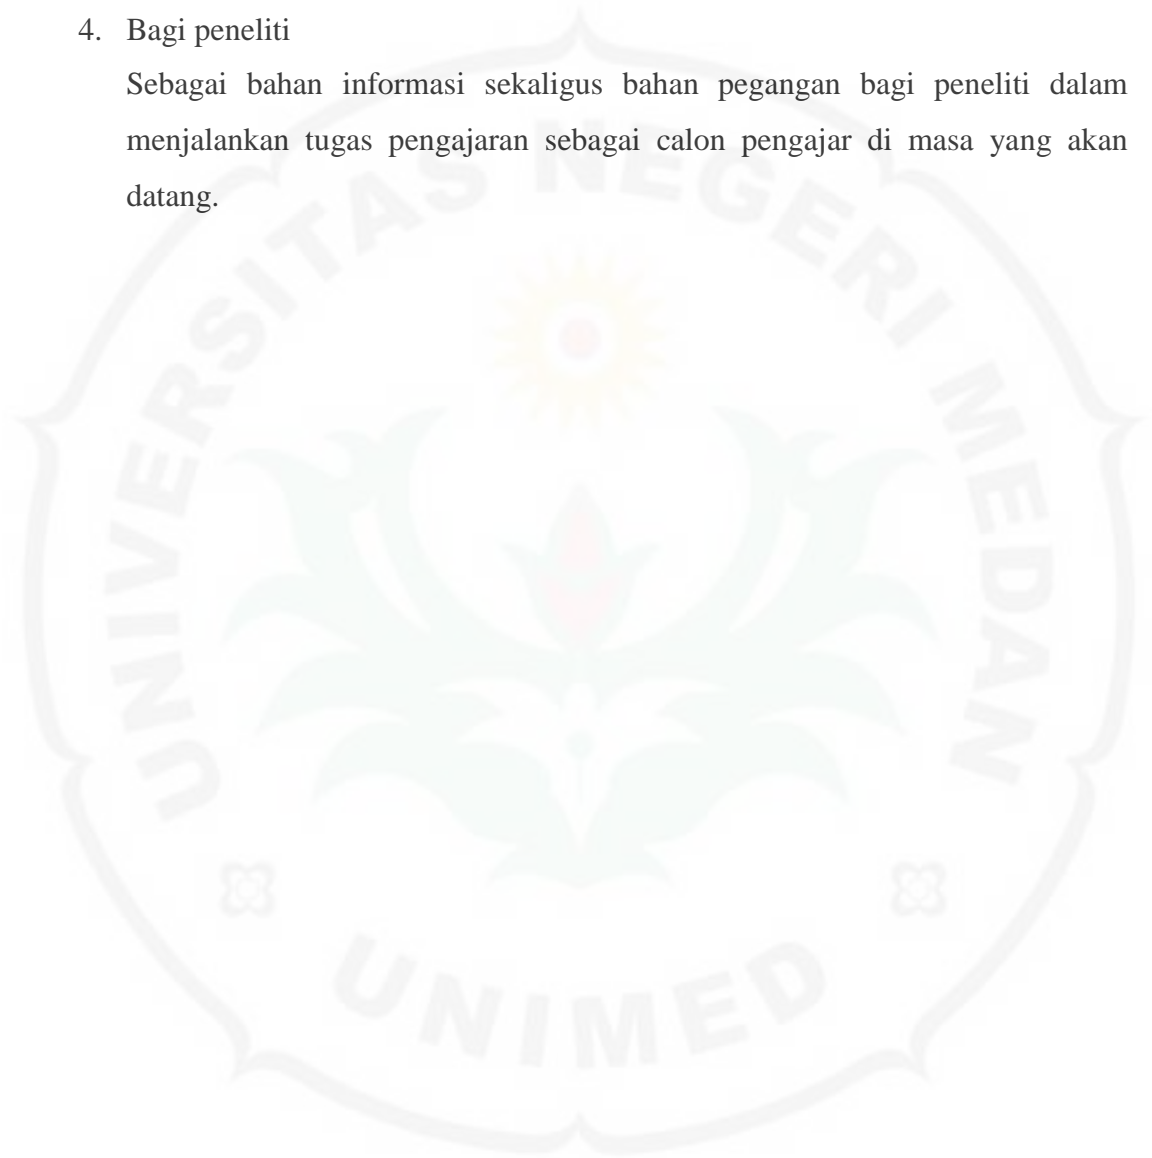 4. Bagi peneliti
Sebagai bahan informasi sekaligus bahan pegangan bagi peneliti dalam
menjalankan tugas pengajaran sebagai calon pengajar di masa yang akan
datang.
UNIVERSITAS NEGERI MEDAN
UNIMED